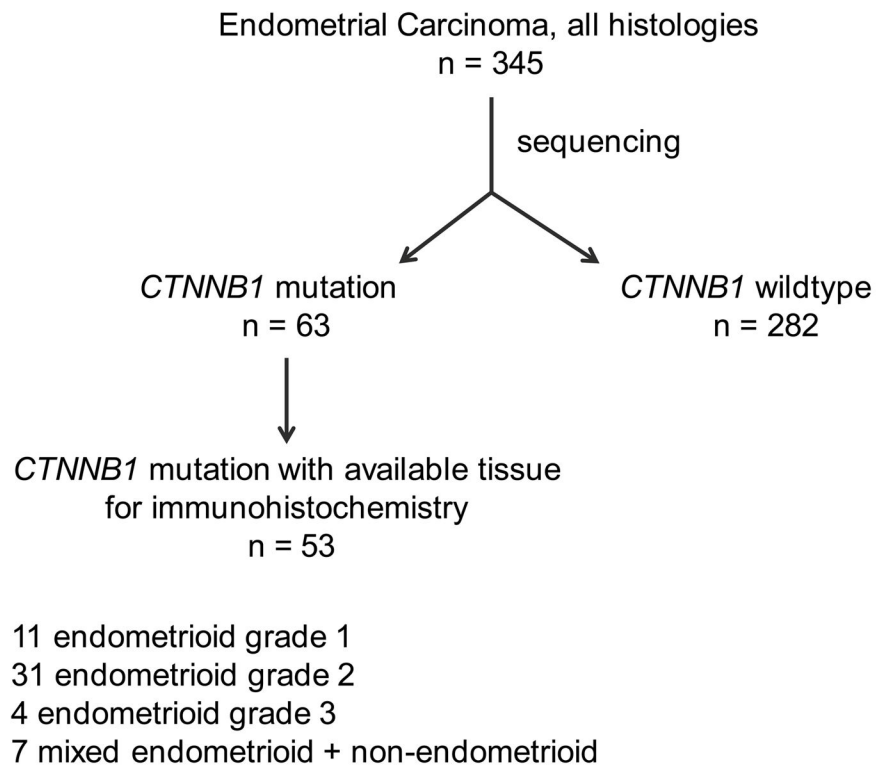 Endometrial Carcinoma, all histologies
n = 345
sequencing
CTNNB1 mutation
n = 63
CTNNB1 wildtype
n = 282
CTNNB1 mutation with available tissue
for immunohistochemistry
n = 53
11 endometrioid grade 1
31 endometrioid grade 2
4 endometrioid grade 3
7 mixed endometrioid + non-endometrioid